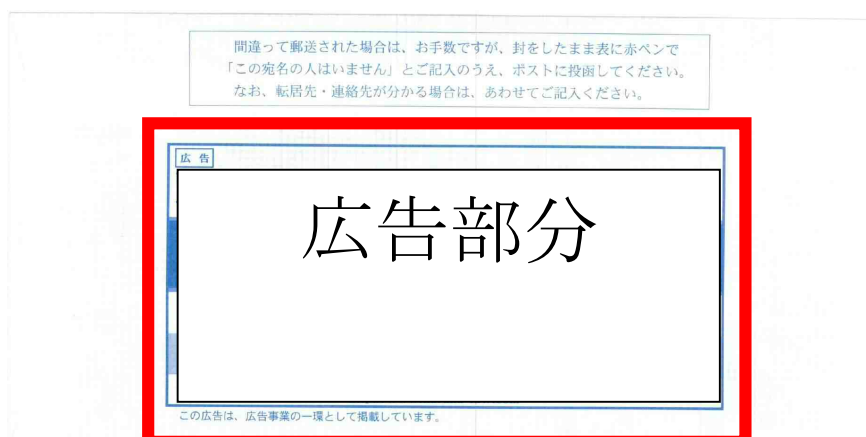 間違って郵送された場合は、お手数ですが、封をしたまま表に赤ペンで
「この宛名の人はいません」とご記入のうえ、ポストに投函してください。
なお、転居先・連絡先が分かる場合は、あわせてご記入ください。
広 告
広告部分
この広告は、広告事業の一環として掲載しています。